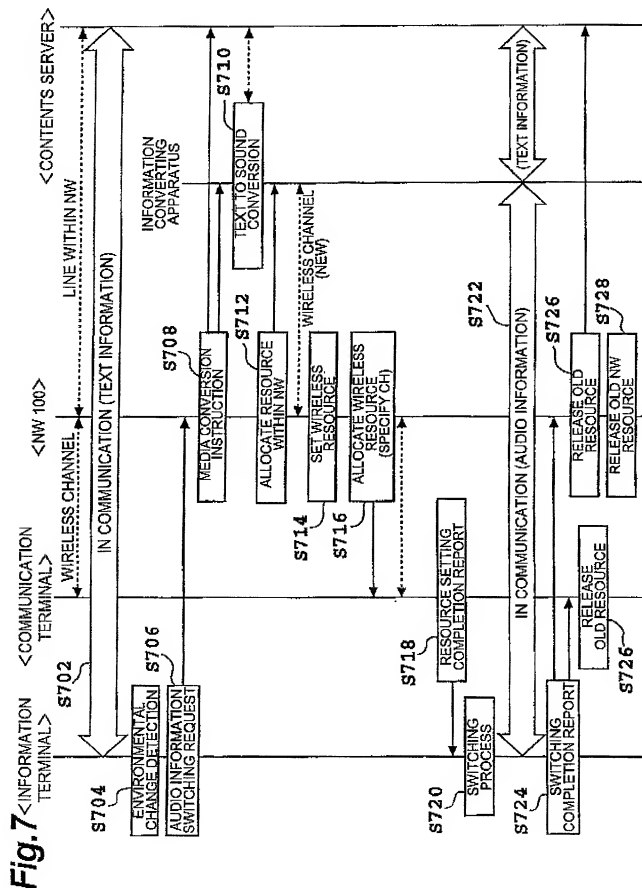 Fig.7
<INFORMATION
TERMINAL>
<COMMUNICATION
TERMINAL>
<NW 100>
<CONTENTS SERVER>
WIRELESS CHANNEL
LINE WITHIN NW
S702
IN COMMUNICATION (TEXT INFORMATION)
S704
ENVIRONMENTAL
CHANGE DETECTION
S706
AUDIO INFORMATION
SWITCHING REQUEST
INFORMATION
CONVERTING
APPARATUS
S708
MEDIA CONVERSION
INSTRUCTION
S710
TEXT TO SOUND
CONVERSION
S712
ALLOCATE RESOURCE
WITHIN NW
WIRELESS CHANNEL
(NEW)
SET WIRELESS
RESOURCE
S714
ALLOCATE WIRELESS
RESOURCE
(SPECIFY CH)
S716
S718
RESOURCE SETTING
COMPLETION REPORT
S720
SWITCHING
PROCESS
S722
IN COMMUNICATION (AUDIO INFORMATION)
(TEXT INFORMATION)
S724
SWITCHING
COMPLETION REPORT
RELEASE
OLD RESOURCE
S726
S726
RELEASE OLD
RESOURCE
S728
RELEASE OLD NW
RESOURCE